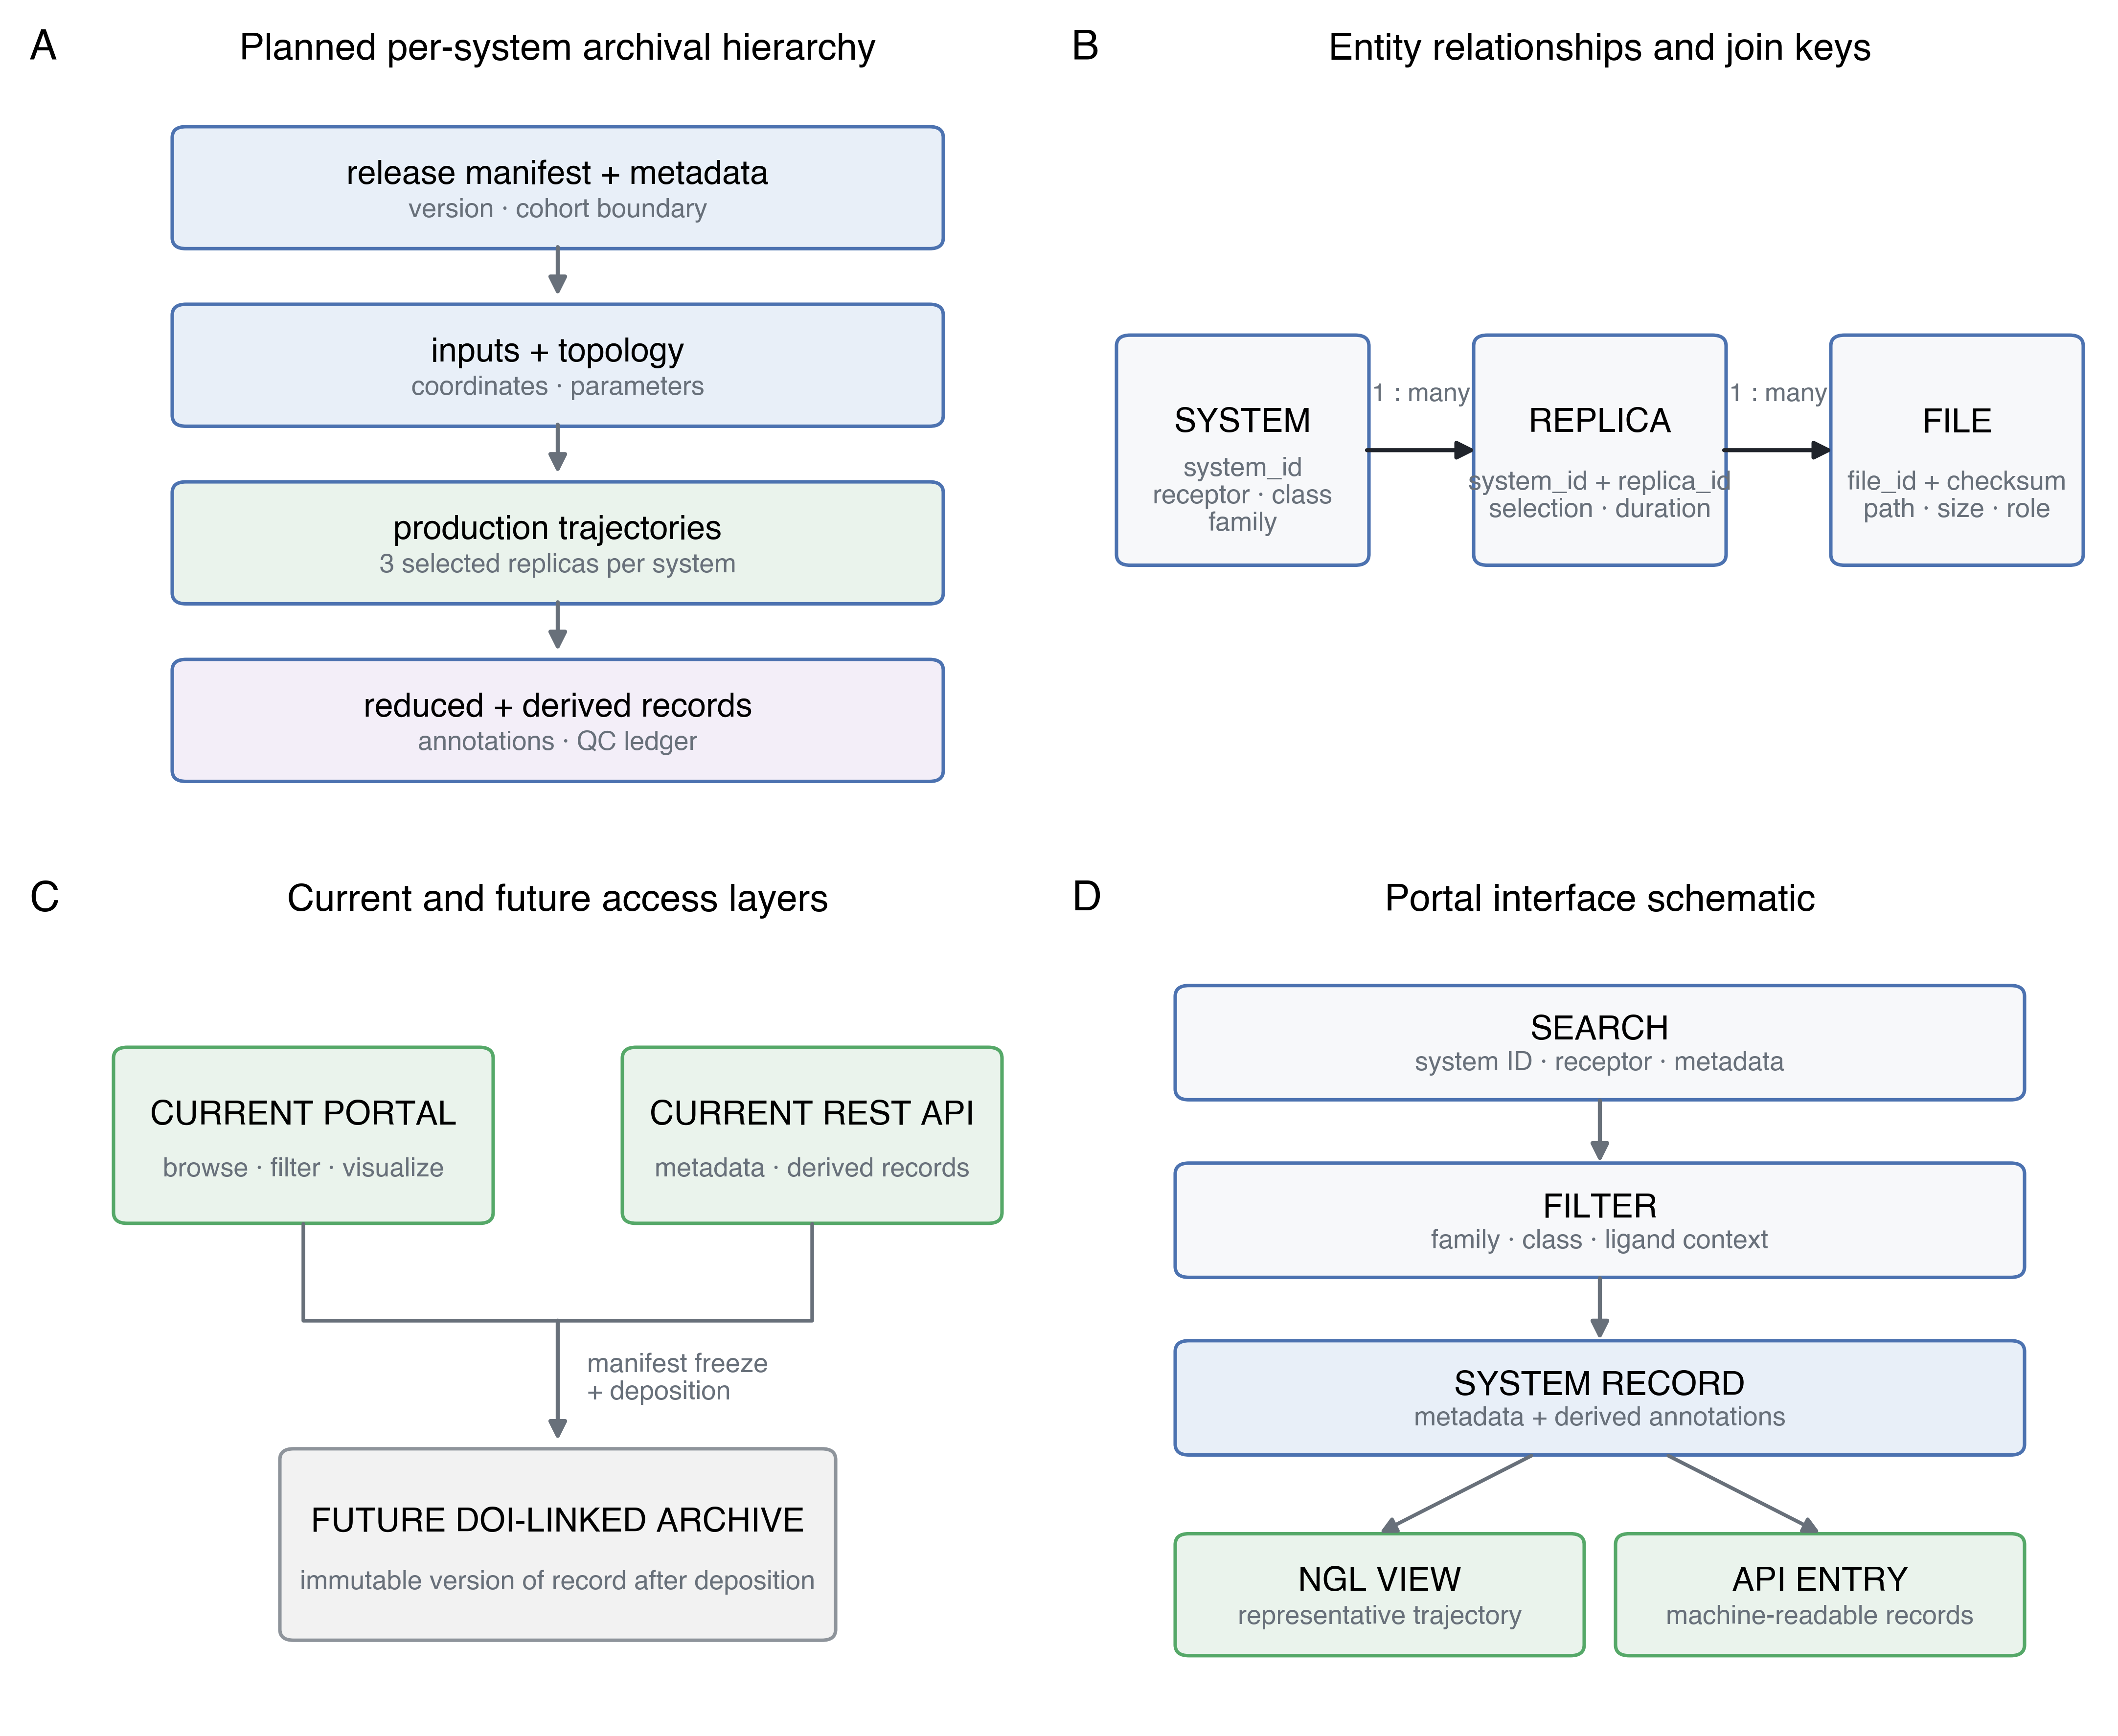 A
Planned per-system archival hierarchy
release manifest + metadata
version · cohort boundary
inputs + topology
coordinates · parameters
production trajectories
3 selected replicas per system
reduced + derived records
annotations · QC ledger
B
Entity relationships and join keys
SYSTEM
system_id
receptor · class
family
1 : many
REPLICA
system_id + replica_id
selection · duration
1 : many
FILE
file_id + checksum
path · size · role
C
Current and future access layers
CURRENT PORTAL
browse · filter · visualize
CURRENT REST API
metadata · derived records
manifest freeze
+ deposition
FUTURE DOI-LINKED ARCHIVE
immutable version of record after deposition
D
Portal interface schematic
SEARCH
system ID · receptor · metadata
FILTER
family · class · ligand context
SYSTEM RECORD
metadata + derived annotations
NGL VIEW
representative trajectory
API ENTRY
machine-readable records